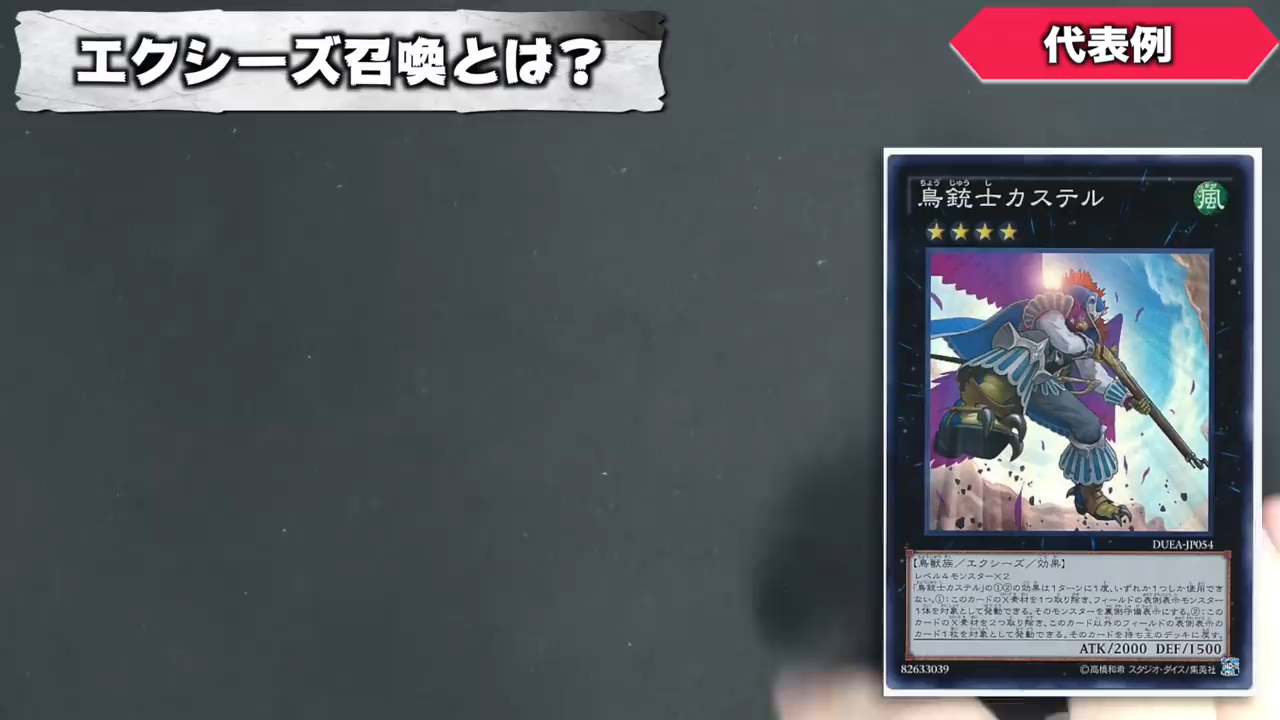 エクシーズ召喚とは?
代表例
ちょう じゅう し
鳥銃士カステル
風
DUEA-JP054
【鳥獣族/エクシーズ/効果】
レベル4モンスター×2
「鳥銃士カステル」の①②の効果は1ターンに1度、いずれか1つしか使用でき
ない。①:このカードのX素材を1つ取り除き、フィールドの表側表示モンスター
1体を対象として発動できる。そのモンスターを裏側守備表示にする。②:この
カードのX素材を2つ取り除き、このカード以外のフィールドの表側表示の
カード1枚を対象として発動できる。そのカードを持ち主のデッキに戻す。
ATK/2000 DEF/1500
82633039
©高橋和希 スタジオ・ダイス/集英社